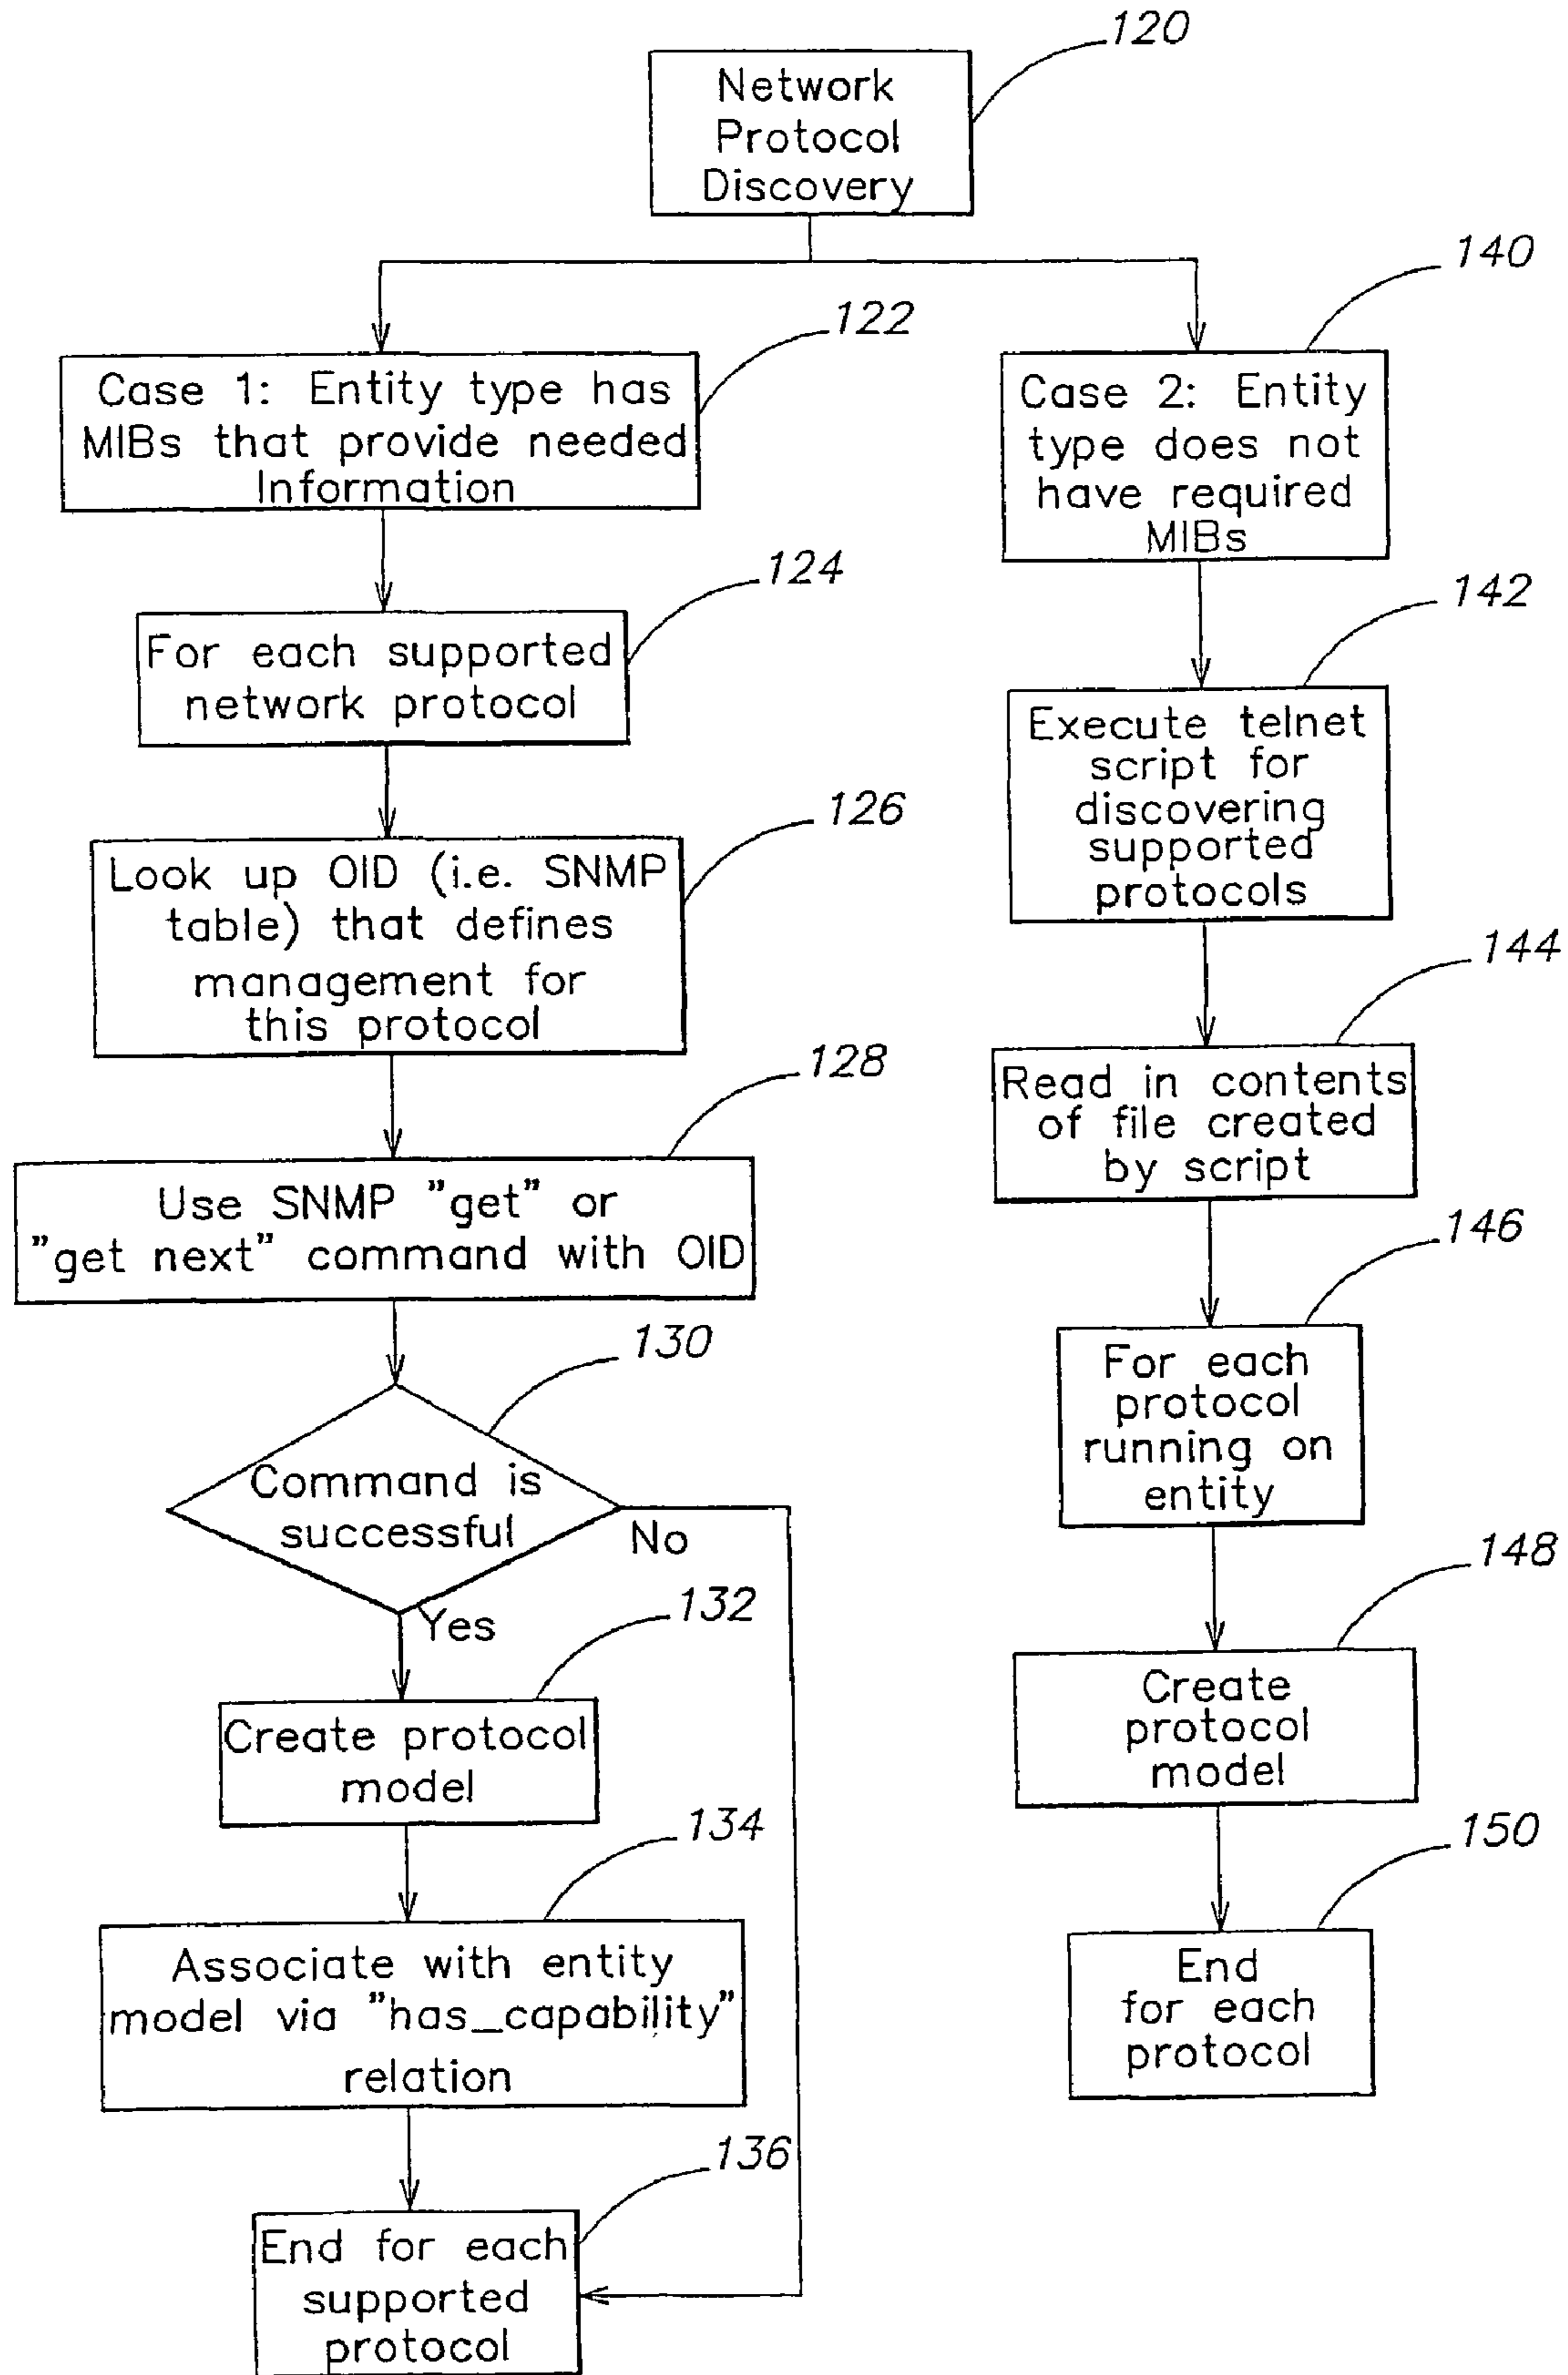 120
Network
Protocol
Discovery
122
Case 1: Entity type has
MIBs that provide needed
Information
124
For each supported
network protocol
126
Look up OID (i.e. SNMP
table) that defines
management for
this protocol
128
Use SNMP "get" or
"get next" command with OID
130
Command is
successful
No
Yes
132
Create protocol
model
134
Associate with entity
model via "has_capability"
relation
136
End for each
supported
protocol
140
Case 2: Entity
type does not
have required
MIBs
142
Execute telnet
script for
discovering
supported
protocols
144
Read in contents
of file created
by script
146
For each
protocol
running on
entity
148
Create
protocol
model
150
End
for each
protocol